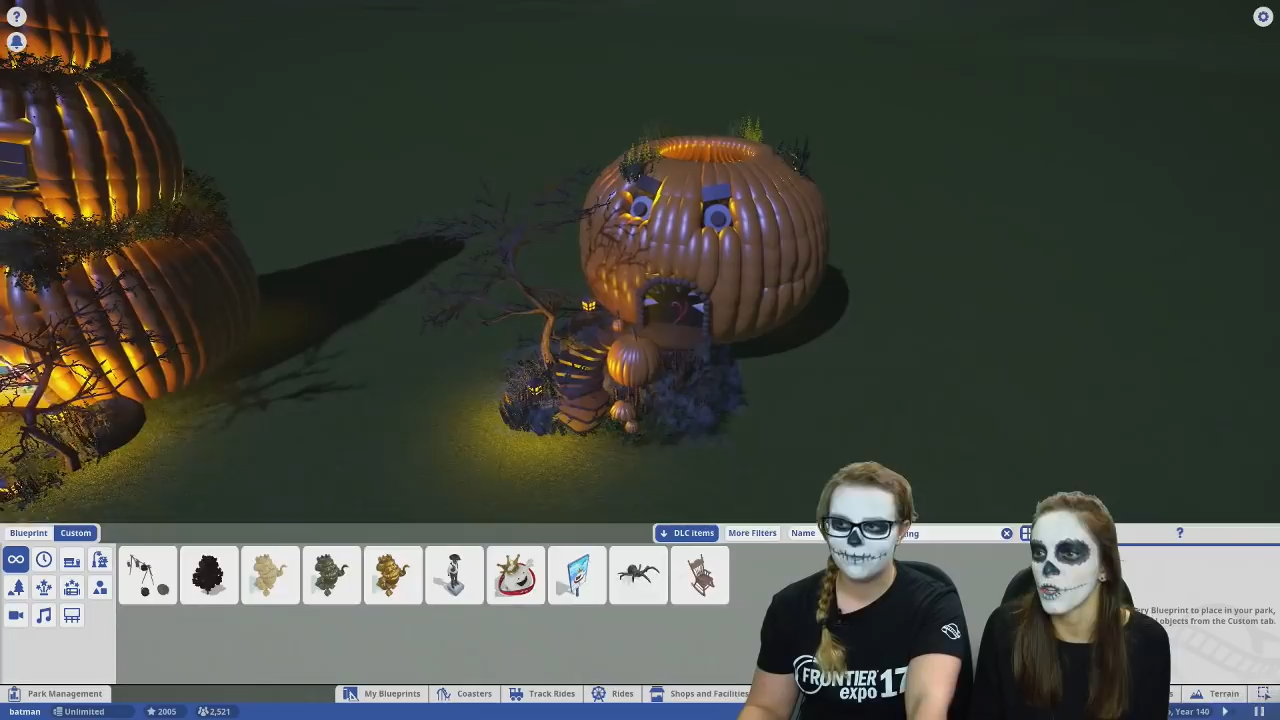 ?
Blueprint
Custom
DLC Items
More Filters
Name
?
ry Blueprint to place in your park,
objects from the Custom tab.
FRONTIER 17
expo
Park Management
My Blueprints
Coasters
Track Rides
Rides
Shops and Facilities
Terrain
batman
Unlimited
2005
2,521
Year 140